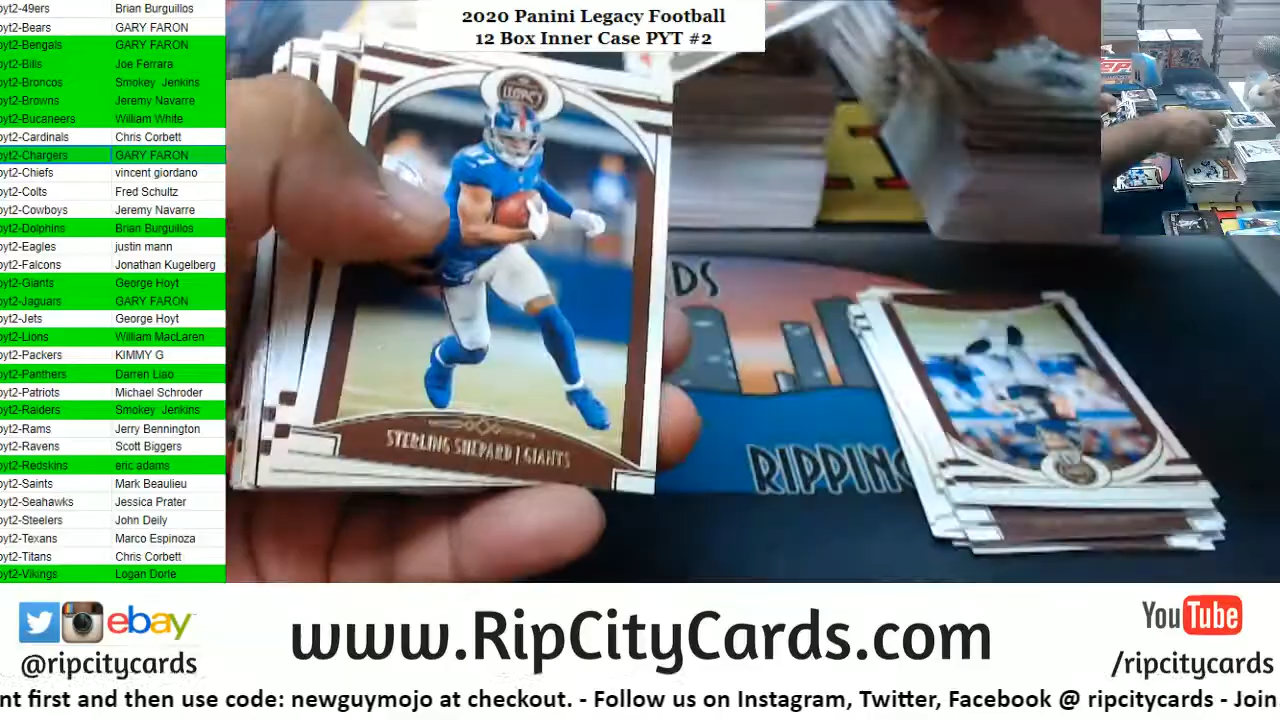 2020 Panini Legacy Football
12 Box Inner Case PYT #2
pyt2-49ers Brian Burguillos
pyt2-Bears GARY FARON
pyt2-Bengals GARY FARON
pyt2-Bills Joe Ferrara
pyt2-Broncos Smokey Jenkins
pyt2-Browns Jeremy Navarre
pyt2-Bucaneers William White
pyt2-Cardinals Chris Corbett
pyt2-Chargers GARY FARON
pyt2-Chiefs vincent giordano
pyt2-Colts Fred Schultz
pyt2-Cowboys Jeremy Navarre
pyt2-Dolphins Brian Burguillos
pyt2-Eagles justin mann
pyt2-Falcons Jonathan Kugelberg
pyt2-Giants George Hoyt
pyt2-Jaguars GARY FARON
pyt2-Jets George Hoyt
pyt2-Lions William MacLaren
pyt2-Packers KIMMY G
pyt2-Panthers Darren Liao
pyt2-Patriots Michael Schroder
pyt2-Raiders Smokey Jenkins
pyt2-Rams Jerry Bennington
pyt2-Ravens Scott Biggers
pyt2-Redskins eric adams
pyt2-Saints Mark Beaulieu
pyt2-Seahawks Jessica Prater
pyt2-Steelers John Deily
pyt2-Texans Marco Espinoza
pyt2-Titans Chris Corbett
pyt2-Vikings Logan Dorle
LEGACY
STERLING SHEPARD | GIANTS
RIPPING
topps
ebay
@ripcitycards
www.RipCityCards.com
YouTube
/ripcitycards
nt first and then use code: newguymojo at checkout. - Follow us on Instagram, Twitter, Facebook @ ripcitycards - Join